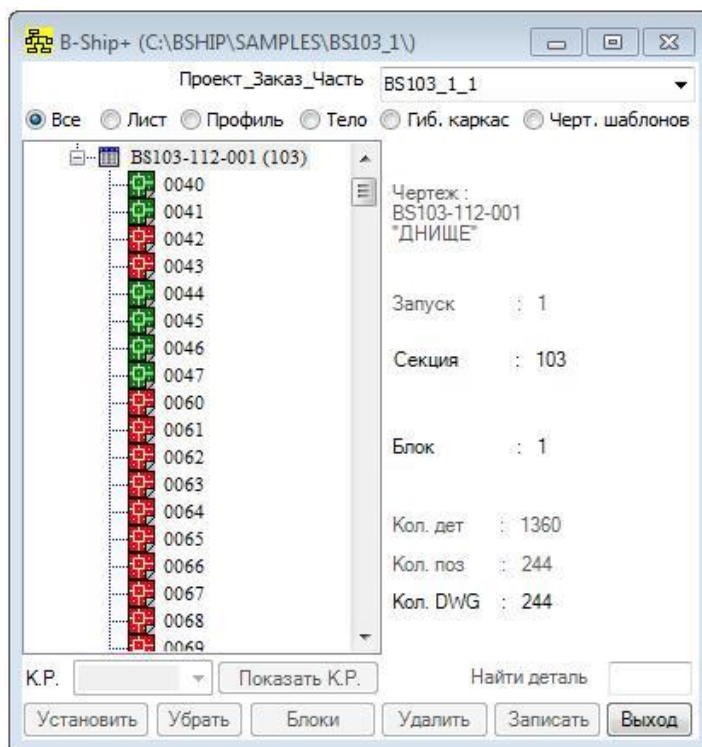 B-Ship+ (C:\BSHIP\SAMPLES\BS103_1\)
Проект_Заказ_Часть BS103_1_1
Все Лист Профиль Тело Гиб. каркас Черт. шаблонов
BS103-112-001 (103)
0040
0041
0042
0043
0044
0045
0046
0047
0060
0061
0062
0063
0064
0065
0066
0067
0068
0069
Чертеж :
BS103-112-001
"ДНИЩЕ"
Запуск : 1
Секция : 103
Блок : 1
Кол. дет : 1360
Кол. поз : 244
Кол. DWG : 244
К.Р. Показать К.Р. Найти деталь
Установить Убрать Блоки Удалить Записать Выход